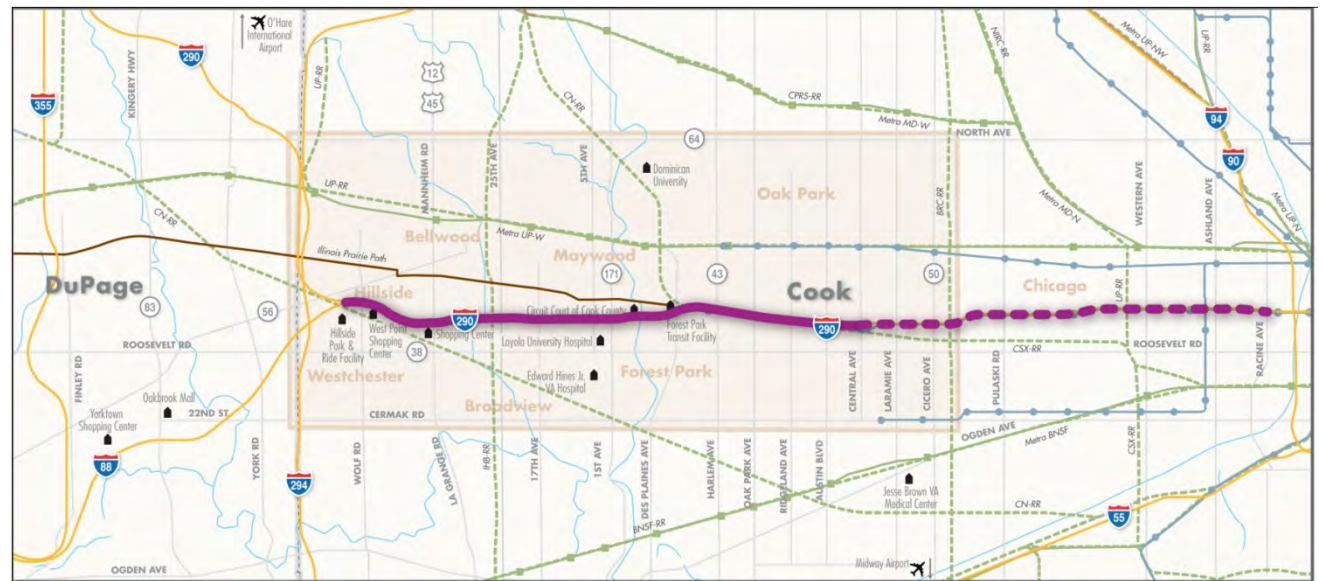 O'Hare
International
Airport
290
355
KINGERY HWY
UP-RR
12
45
CN-RR
CPRS-RR
Metra MD-W
NIRC-RR
Metra UP-NW
UP-RR
94
90
NORTH AVE
64
MANNHEIM RD
25TH AVE
5TH AVE
Dominican
University
Oak Park
BRC-RR
WESTERN AVE
ASHLAND AVE
Metra UP-N
UP-RR
CN-RR
Metra MD-N
Bellwood
Metra UP-W
Maywood
Illinois Prairie Path
171
43
50
DuPage
83
56
Hillside
290
Circuit Court of Cook County
Cook
290
Chicago
UP-RR
Hillside
Park &
Ride Facility
West Point
Shopping
Center
Shopping Center
38
Loyola University Hospital
Forest Park
Transit Facility
ROOSEVELT RD
CSX-RR
ROOSEVELT RD
RACINE AVE
FINLEY RD
Westchester
Edward Hines Jr.
VA Hospital
Forest Park
CENTRAL AVE
LARAMIE AVE
CICERO AVE
PULASKI RD
Oakbrook Mall
22ND ST
Yorktown
Shopping Center
88
YORK RD
CERMAK RD
Broadview
294
WOLF RD
LA GRANGE RD
IHB-RR
17TH AVE
1ST AVE
DES PLAINES AVE
HARLEM AVE
OAK PARK AVE
RIDGELAND AVE
AUSTIN BLVD
OGDEN AVE
Metra BNSF
CSX-RR
Jesse Brown VA
Medical Center
CN-RR
55
BNSF-RR
OGDEN AVE
Midway Airport